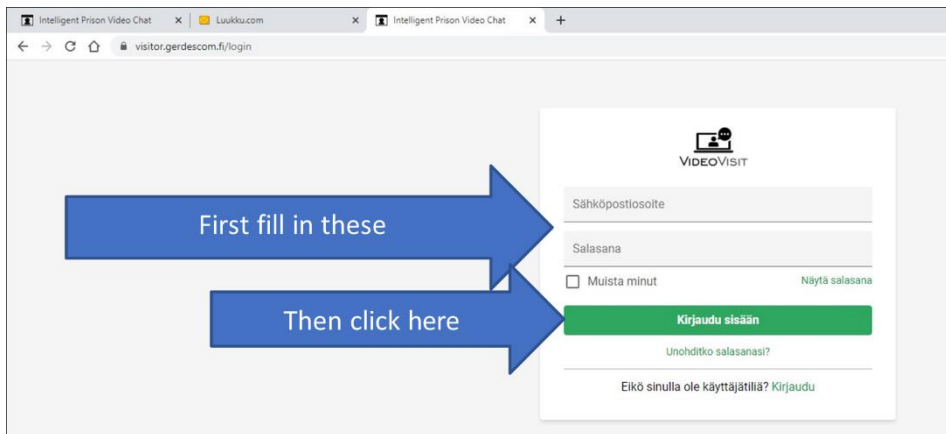 Intelligent Prison Video Chat
Luukku.com
Intelligent Prison Video Chat
visitor.gerdescom.fi/login
VIDEOVISIT
First fill in these
Sähköpostiosoite
Salasana
Muista minut
Näytä salasana
Then click here
Kirjaudu sisään
Unohditko salasanasi?
Eikö sinulla ole käyttäjätiliä? Kirjaudu